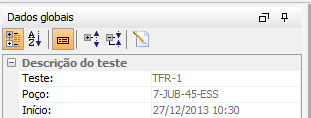 Dados globais
Descrição do teste
Teste: TFR-1
Poço: 7-JUB-45-ESS
Início: 27/12/2013 10:30